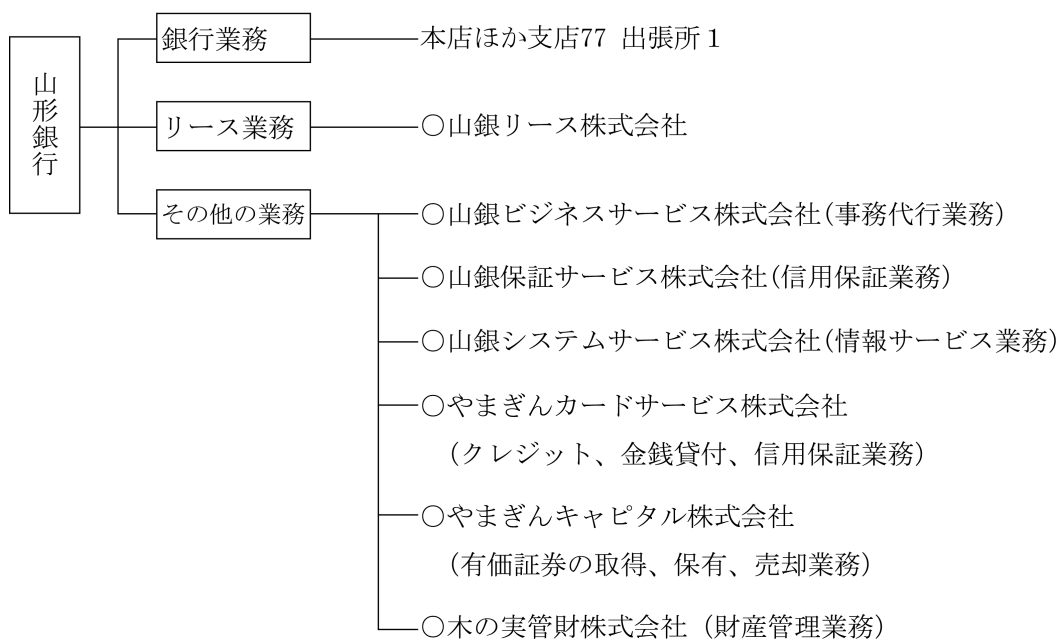 山形銀行
銀行業務
本店ほか支店77 出張所1
リース業務
○山銀リース株式会社
その他の業務
○山銀ビジネスサービス株式会社(事務代行業務)
○山銀保証サービス株式会社(信用保証業務)
○山銀システムサービス株式会社(情報サービス業務)
○やまぎんカードサービス株式会社
(クレジット、金銭貸付、信用保証業務)
○やまぎんキャピタル株式会社
(有価証券の取得、保有、売却業務)
○木の実管財株式会社 (財産管理業務)